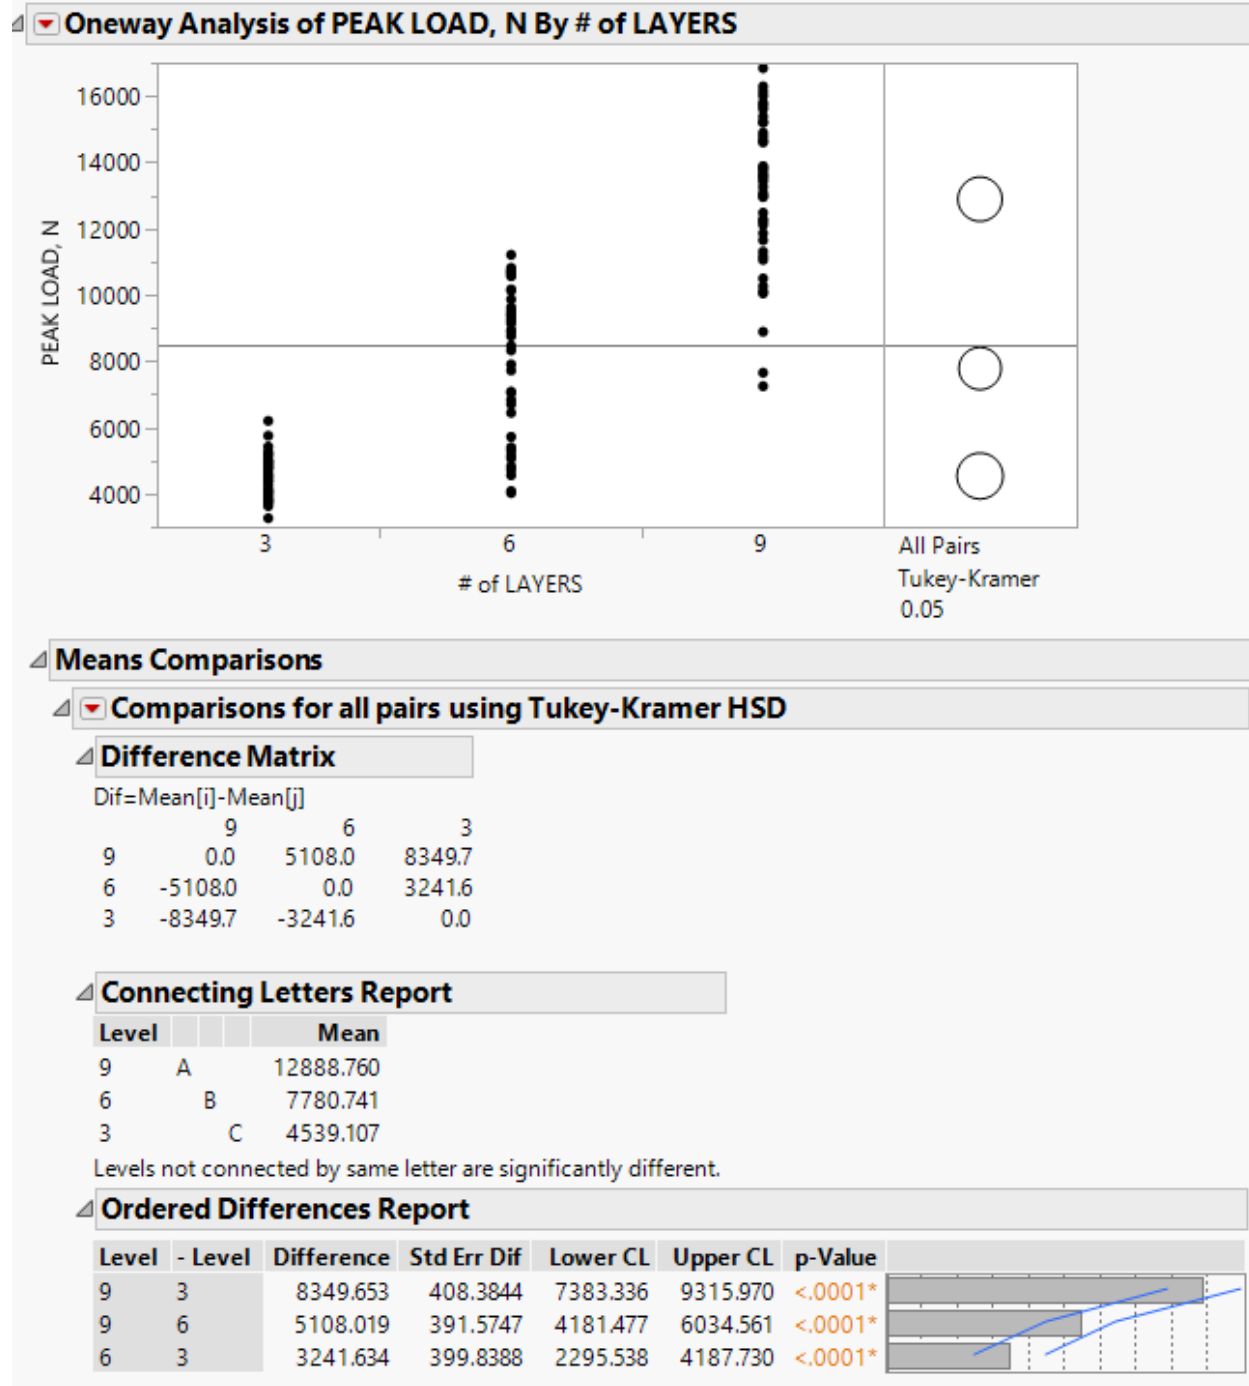 Oneway Analysis of PEAK LOAD, N By # of LAYERS
16000
14000
12000
10000
8000
6000
4000
PEAK LOAD, N
3 6 9
# of LAYERS
All Pairs
Tukey-Kramer
0.05
Means Comparisons
Comparisons for all pairs using Tukey-Kramer HSD
Difference Matrix
Dif=Mean[i]-Mean[j]
9 6 3
9 0.0 5108.0 8349.7
6 -5108.0 0.0 3241.6
3 -8349.7 -3241.6 0.0
Connecting Letters Report
Level Mean
9 A 12888.760
6 B 7780.741
3 C 4539.107
Levels not connected by same letter are significantly different.
Ordered Differences Report
Level - Level Difference Std Err Dif Lower CL Upper CL p-Value
9 3 8349.653 408.3844 7383.336 9315.970 <.0001*
9 6 5108.019 391.5747 4181.477 6034.561 <.0001*
6 3 3241.634 399.8388 2295.538 4187.730 <.0001*